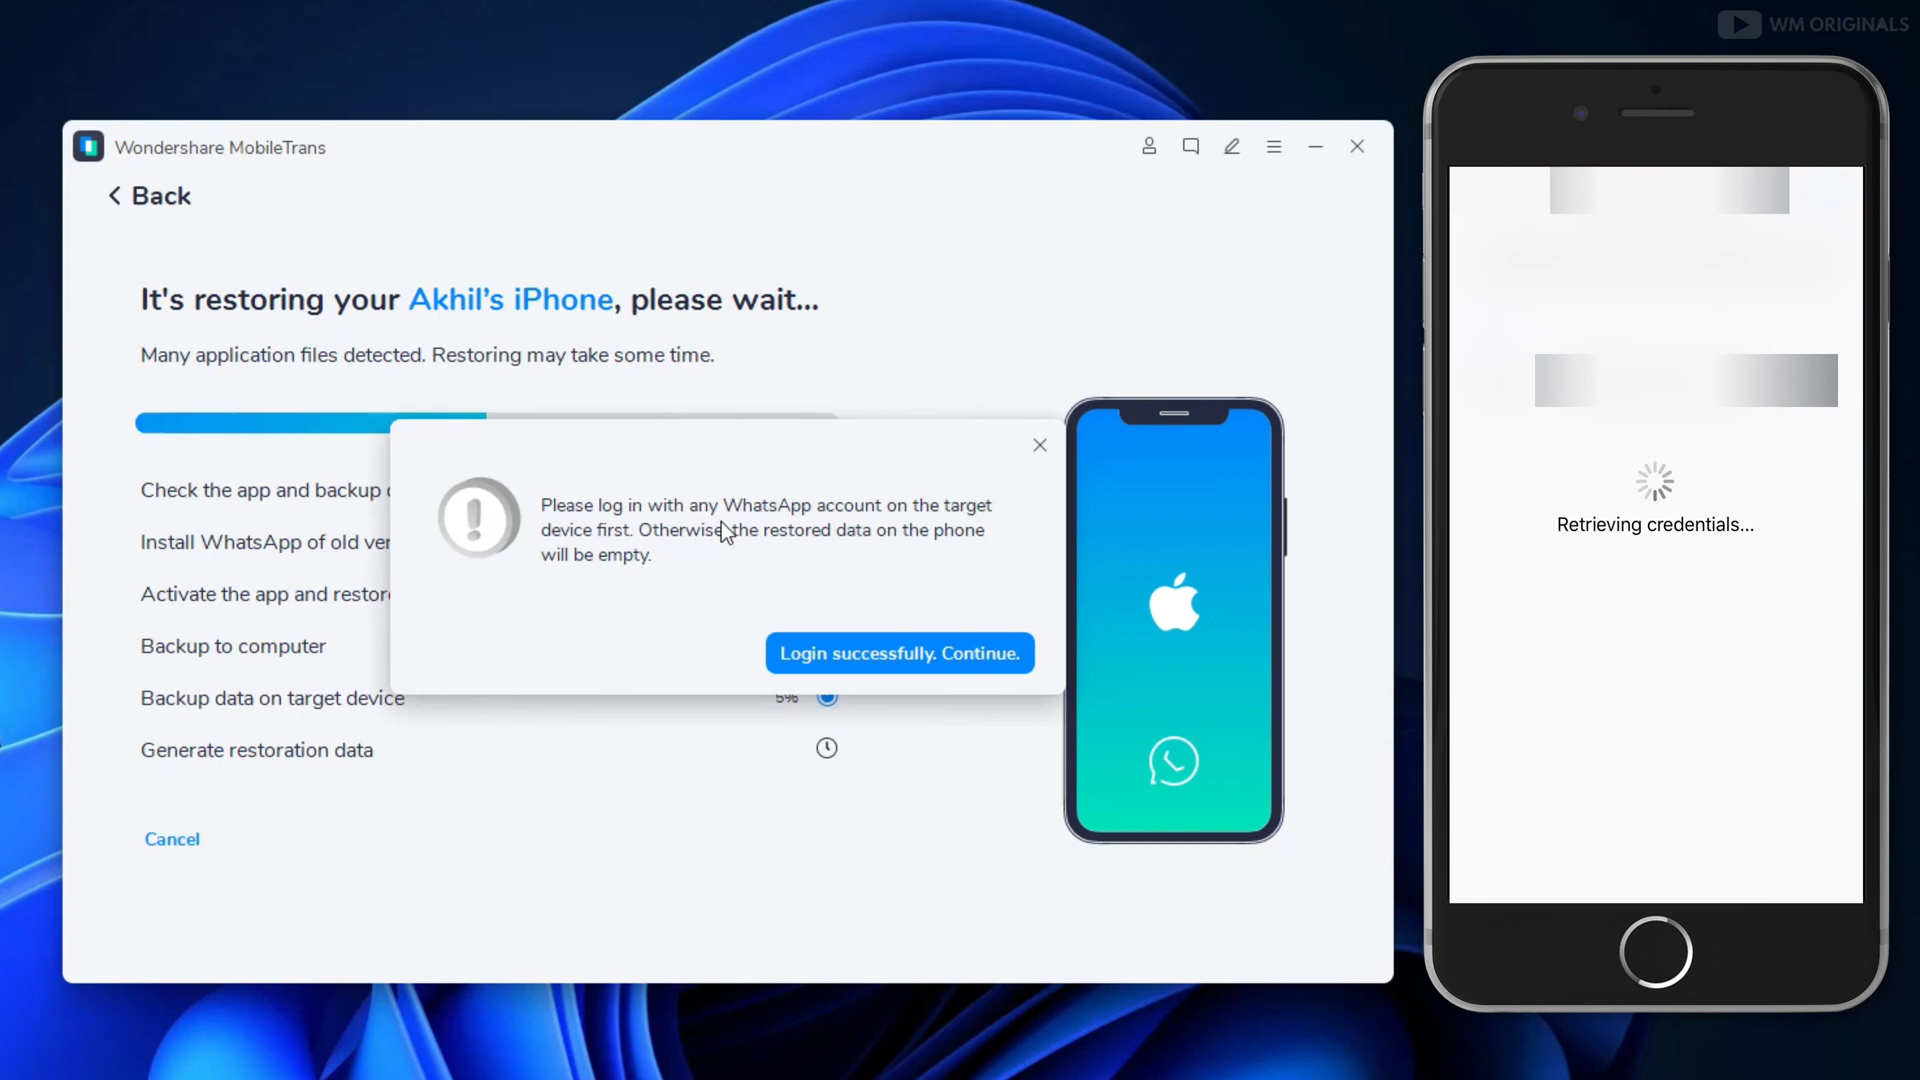 WM ORIGINALS
Wondershare MobileTrans
Back
It's restoring your Akhil’s iPhone, please wait...
Many application files detected. Restoring may take some time.
Check the app and backup
Install WhatsApp of old
Activate the app and
Backup to computer
Backup data on target device
5%
Generate restoration data
Cancel
Please log in with any WhatsApp account on the target
device first. Otherwise the restored data on the phone
will be empty.
Login successfully. Continue.
Retrieving credentials...